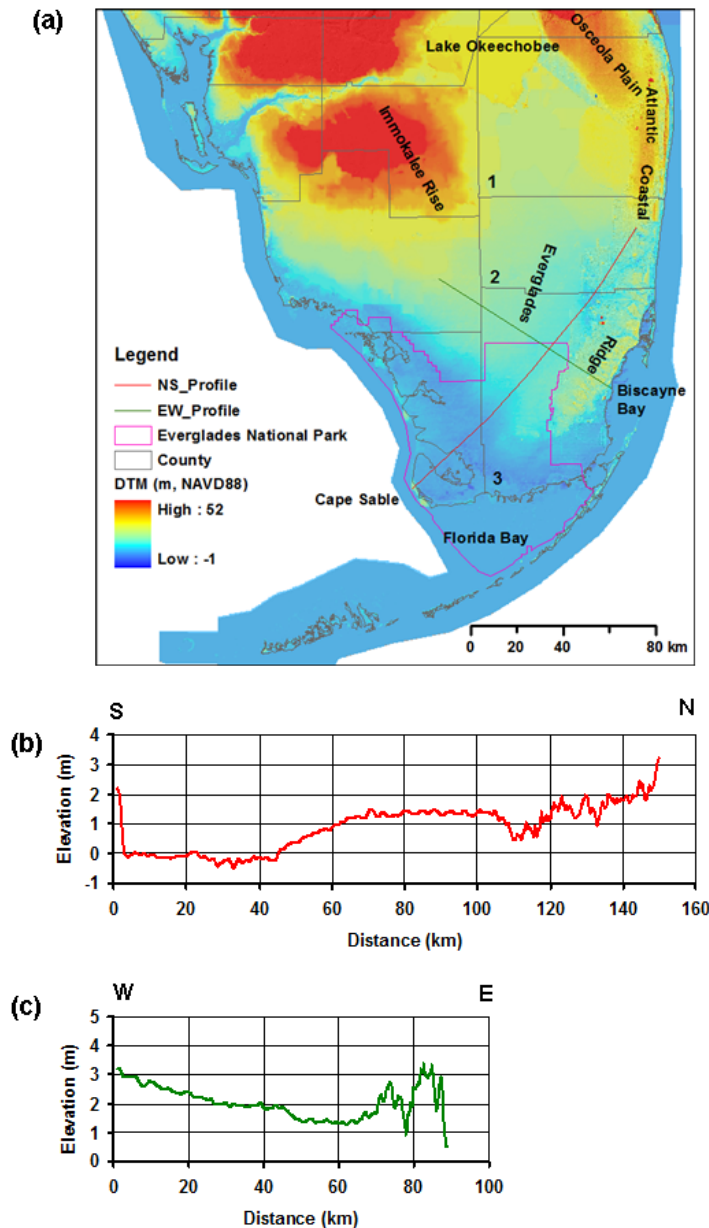 (a)
Lake Okeechobee
Osceola Plain
Atlantic
Coastal
Ridge
Immokalee Rise
1
2
Everglades
Biscayne
Bay
3
Cape Sable
Florida Bay
Legend
NS_Profile
EW_Profile
Everglades National Park
County
DTM (m, NAVD88)
High : 52
Low : -1
0 20 40 80 km
(b)
S N
4
3
2
1
0
-1
Elevation (m)
0 20 40 60 80 100 120 140 160
Distance (km)
(c)
W E
5
4
3
2
1
0
Elevation (m)
0 20 40 60 80 100
Distance (km)